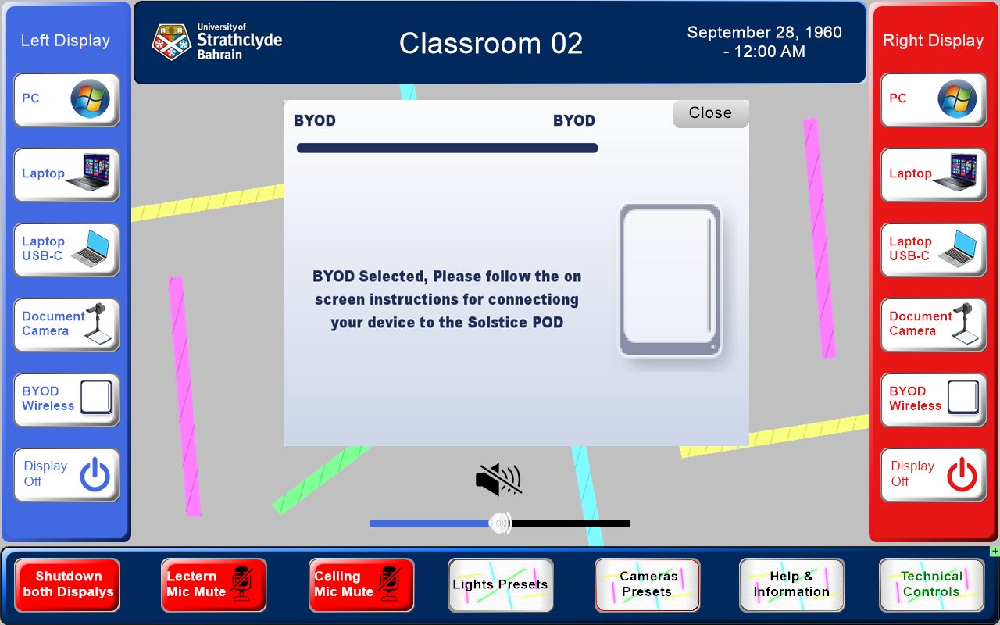 Left Display
PC
Laptop
Laptop
USB-C
Document
Camera
BYOD
Wireless
Display
Off
University of
Strathclyde
Bahrain
Classroom 02
September 28, 1960
- 12:00 AM
BYOD
BYOD
Close
BYOD Selected, Please follow the on
screen instructions for connectiong
your device to the Solstice POD
Right Display
PC
Laptop
Laptop
USB-C
Document
Camera
BYOD
Wireless
Display
Off
+
Shutdown
both Dispalys
Lectern
Mic Mute
Ceiling
Mic Mute
Lights Presets
Cameras
Presets
Help &
Information
Technical
Controls